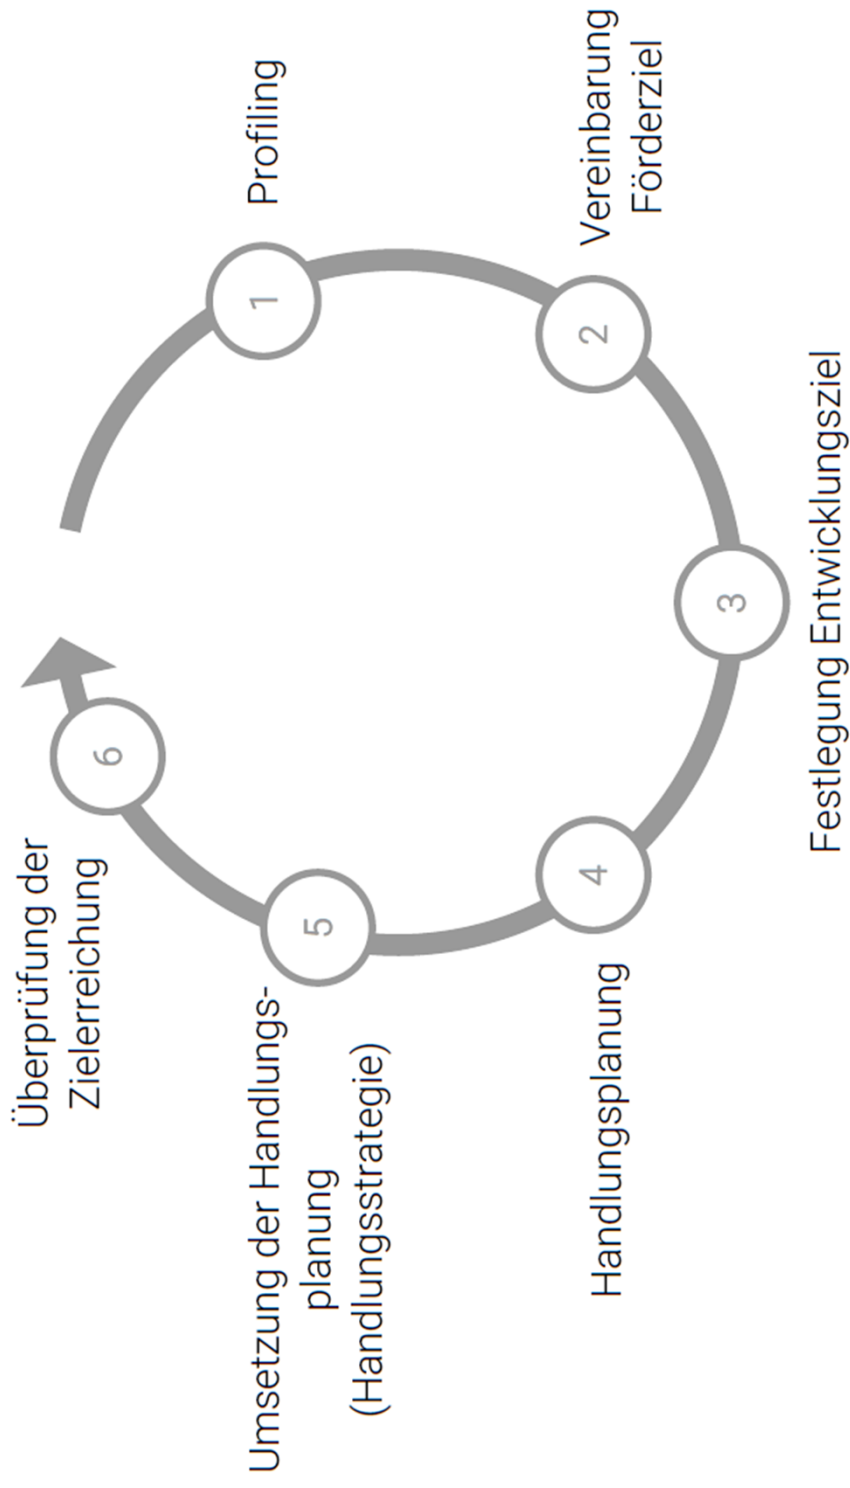 1
Profiling
2
Vereinbarung
Förderziel
3
Festlegung Entwicklungsziel
4
Handlungsplanung
5
Umsetzung der Handlungs-
planung
(Handlungsstrategie)
6
Überprüfung der
Zielerreichung